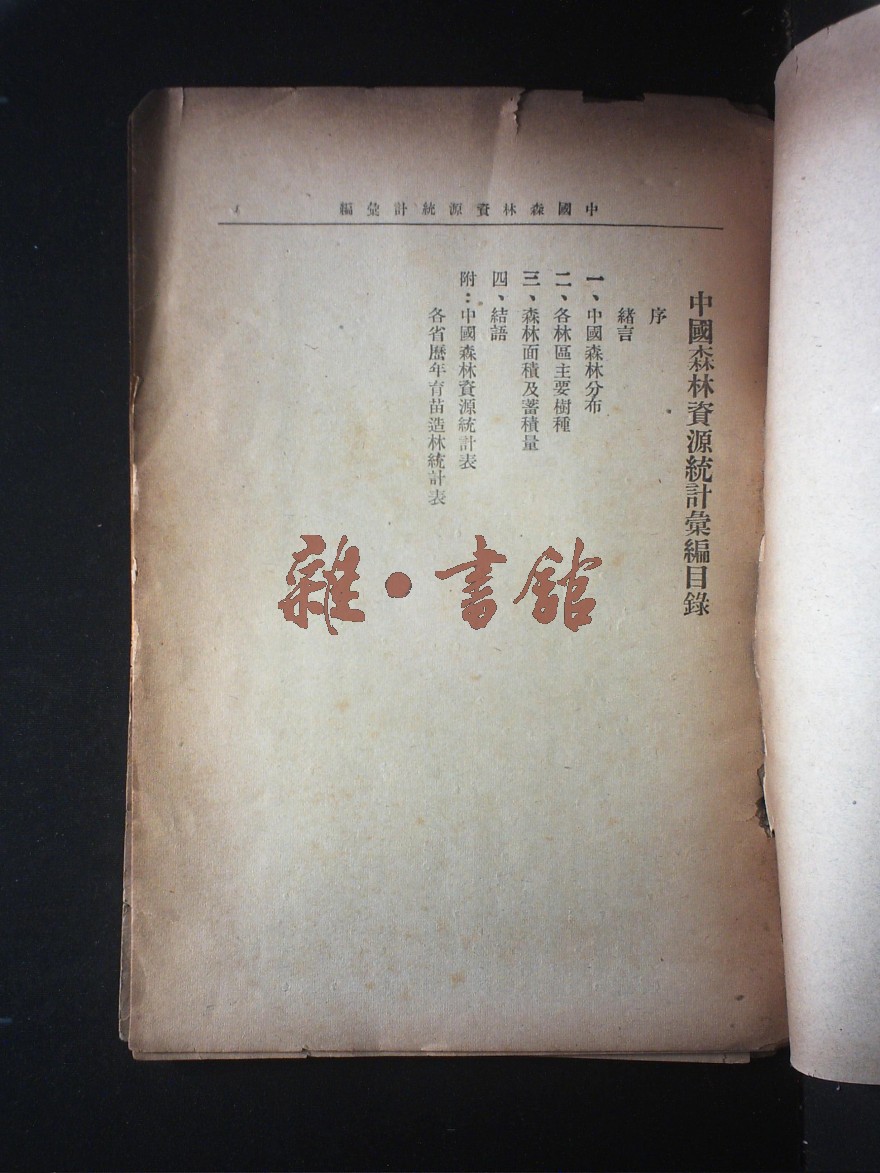 中國森林資源統計彙編
1
中國森林資源統計彙編目錄
序
緒言
一、中國森林分布
二、各林區主要樹種
三、森林面積及蓄積量
四、結語
附：中國森林資源統計表
各省歷年育苗造林統計表
雜·書館